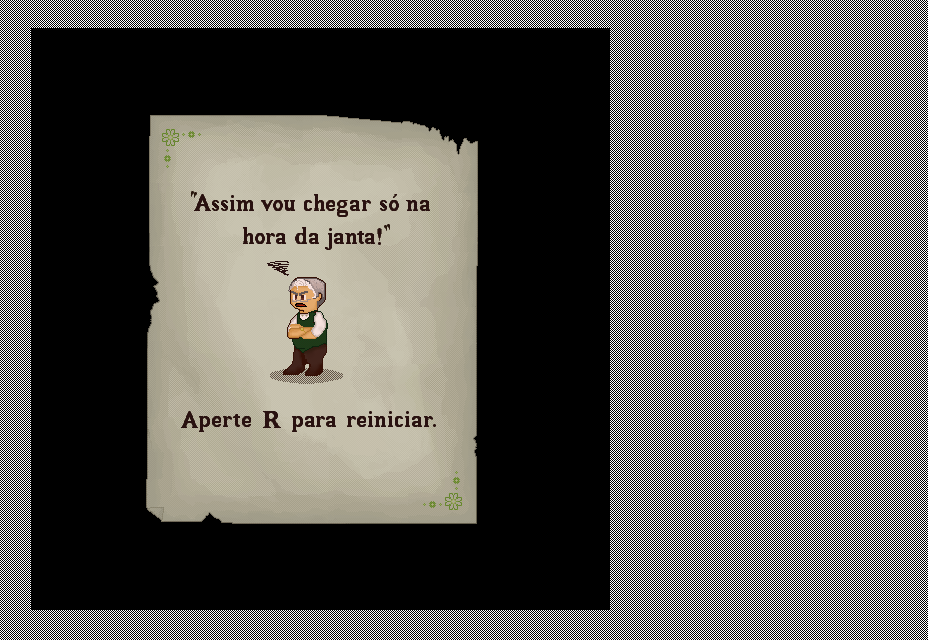 "Assim vou chegar só na
hora da janta!"
Aperte R para reiniciar.